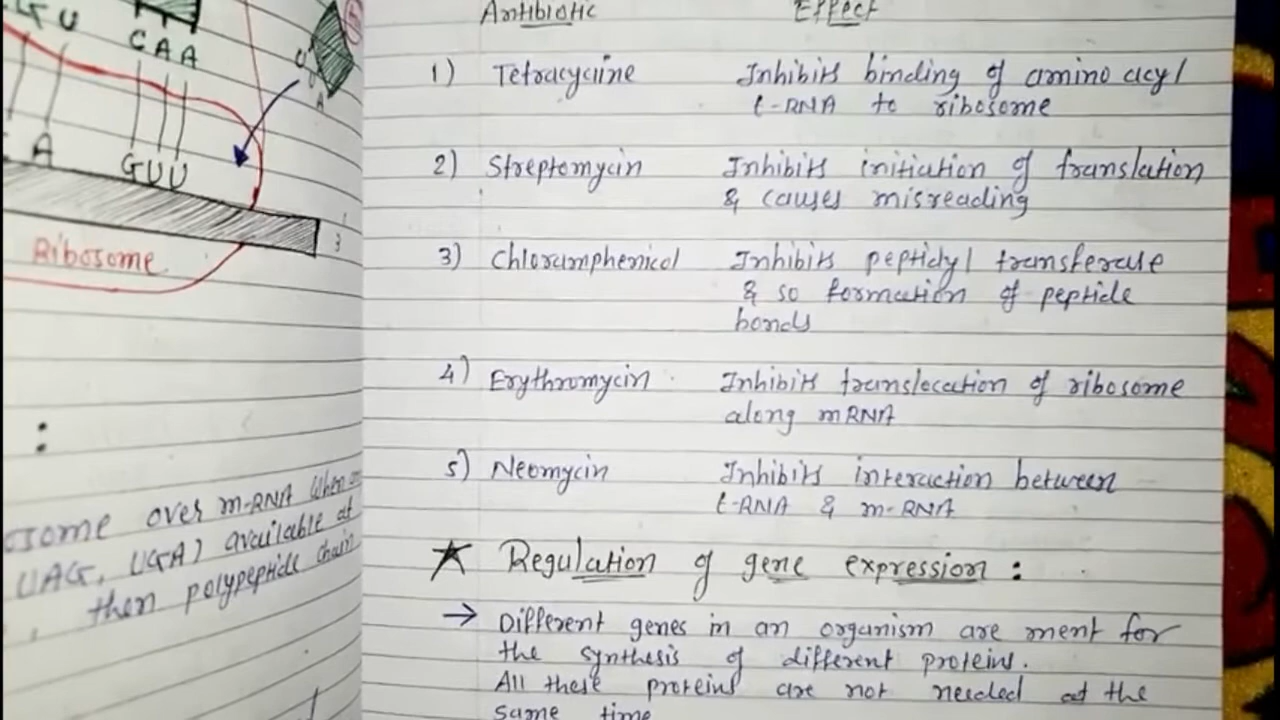 G U
C A A
U U A
A
G U U
Ribosome
:
some over m-RNA When
UAG, UGA) available at
, then polypeptide chain
Antibiotic Effect
1) Tetracycline Inhibits binding of amino acyl
t-RNA to ribosome
2) Streptomycin Inhibits initiation of translation
& causes misreading
3) Chloramphenicol Inhibits peptidyl transferase
& so formation of peptide
bonds
4) Erythromycin Inhibits translocation of ribosome
along mRNA
5) Neomycin Inhibits interaction between
t-RNA & m-RNA
★ Regulation of gene expression :
→ Different genes in an organism are ment for
the synthesis of different proteins.
All these proteins are not needed at the
same time